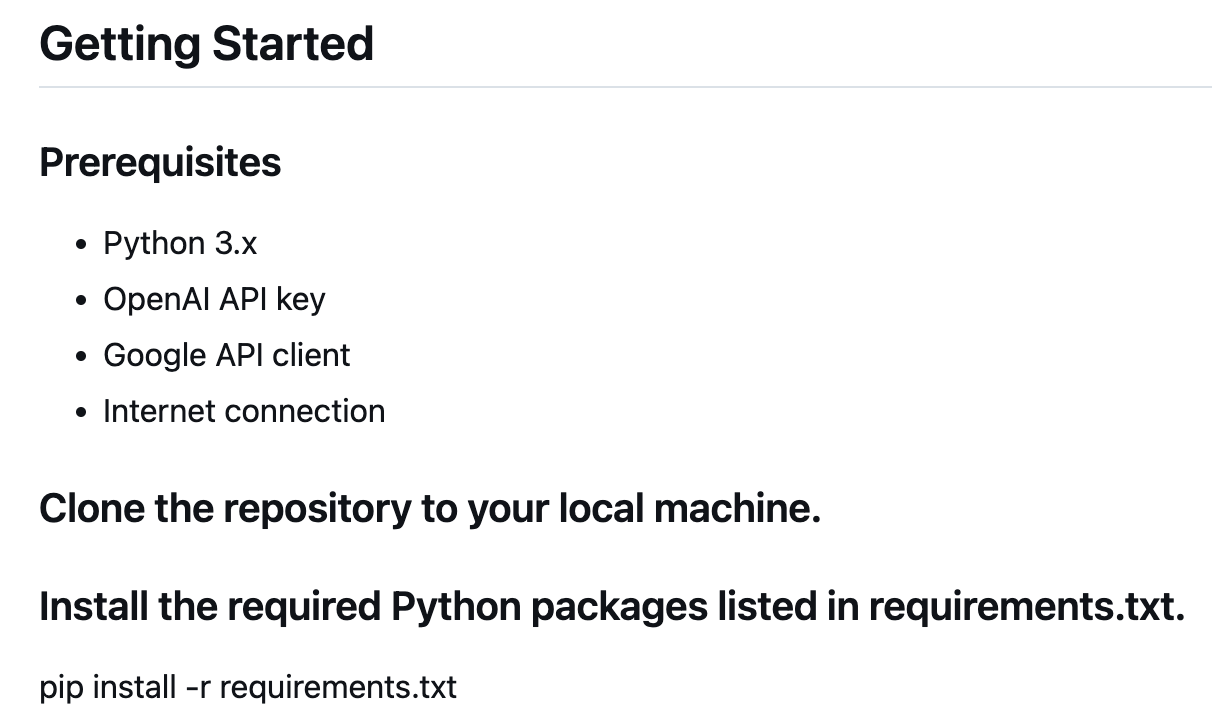 Getting Started
Prerequisites
• Python 3.x
• OpenAI API key
• Google API client
• Internet connection
Clone the repository to your local machine.
Install the required Python packages listed in requirements.txt.
pip install -r requirements.txt